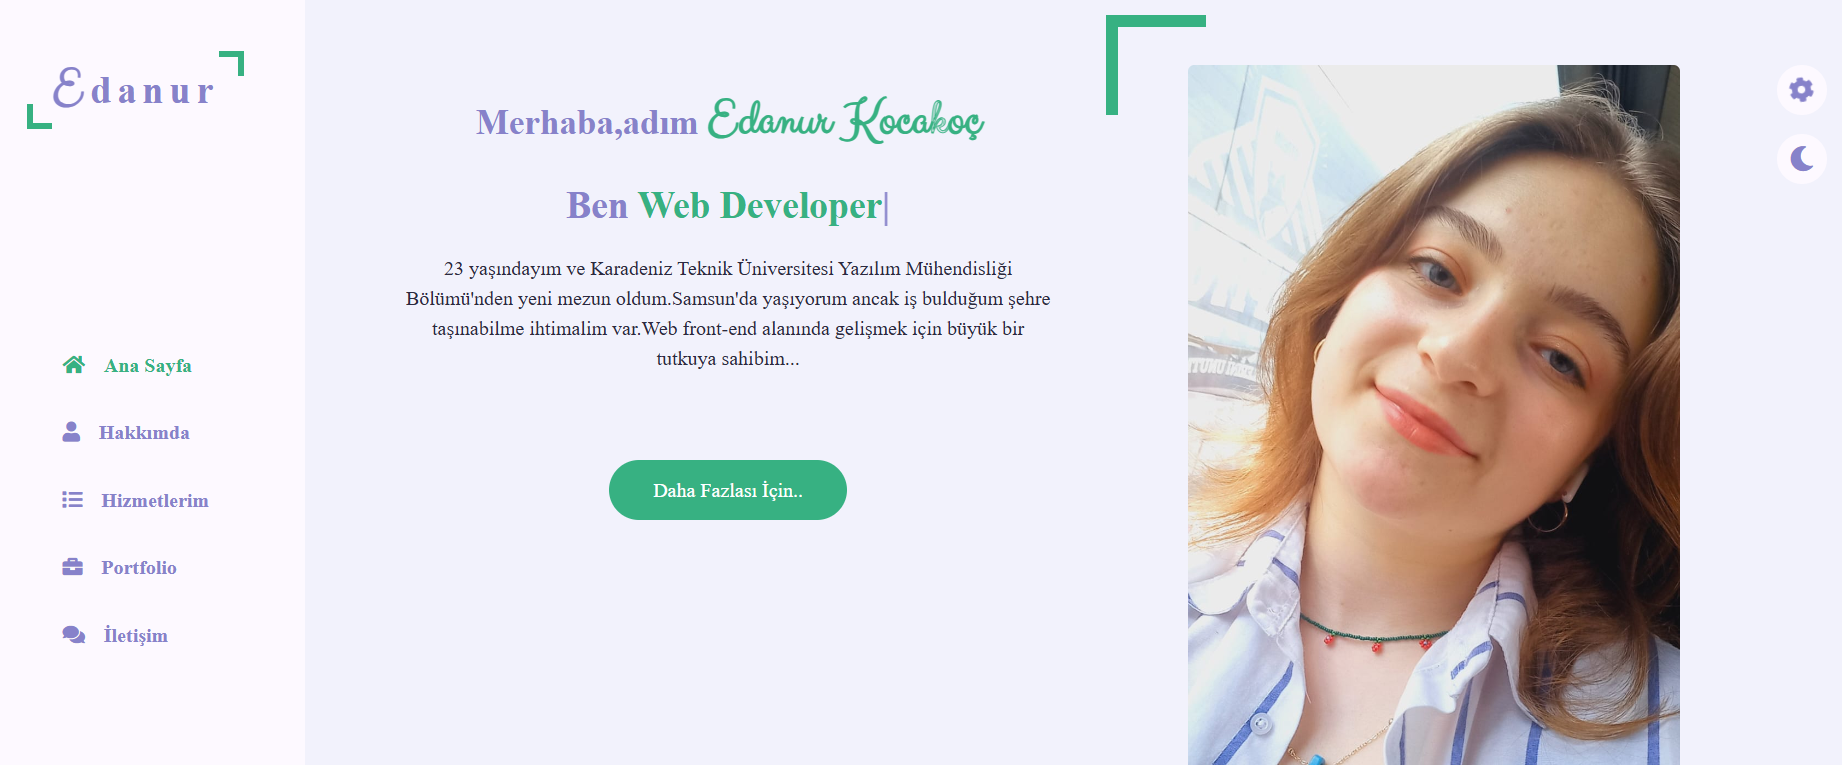 Edanur
Ana Sayfa
Hakkımda
Hizmetlerim
Portfolio
İletişim
Merhaba,adım Edanur Kocakoç
Ben Web Developer|
23 yaşındayım ve Karadeniz Teknik Üniversitesi Yazılım Mühendisliği
Bölümü'nden yeni mezun oldum.Samsun'da yaşıyorum ancak iş bulduğum şehre
taşınabilme ihtimalim var.Web front-end alanında gelişmek için büyük bir
tutkuya sahibim...
Daha Fazlası İçin..